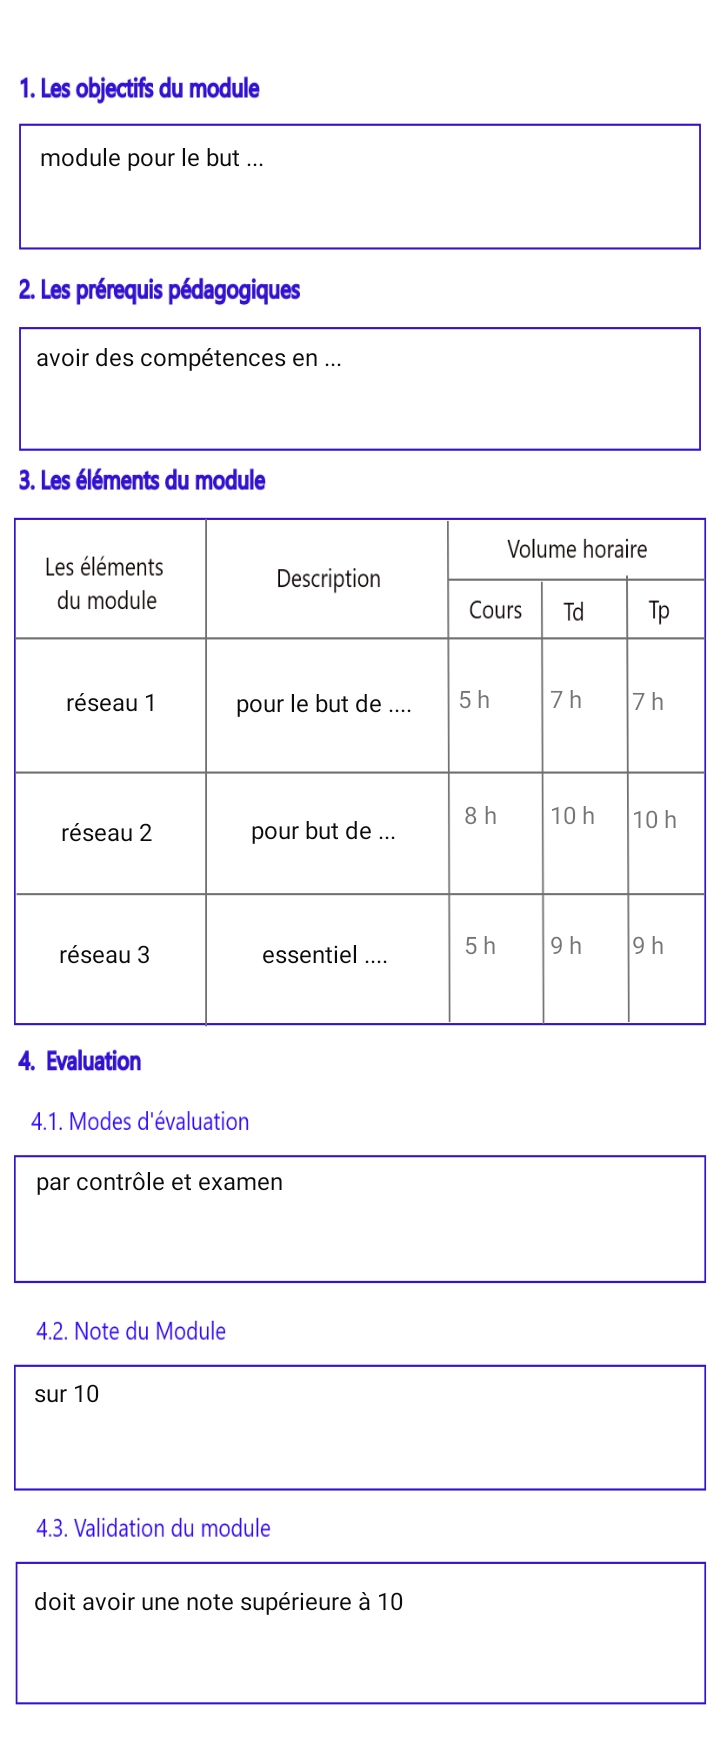 1. Les objectifs du module
module pour le but ...
2. Les prérequis pédagogiques
avoir des compétences en ...
3. Les éléments du module
Les éléments
du module
Description
Volume horaire
Cours Td Tp
réseau 1 pour le but de .... 5 h 7 h 7 h
réseau 2 pour but de ... 8 h 10 h 10 h
réseau 3 essentiel .... 5 h 9 h 9 h
4. Evaluation
4.1. Modes d'évaluation
par contrôle et examen
4.2. Note du Module
sur 10
4.3. Validation du module
doit avoir une note supérieure à 10